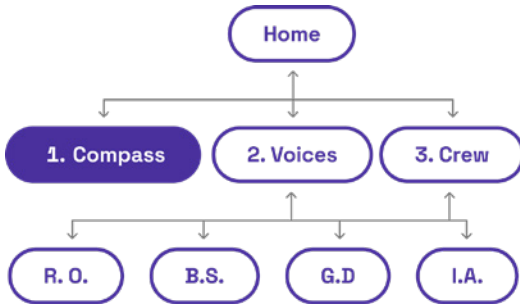 Home
1. Compass
2. Voices
3. Crew
R. O.
B.S.
G.D
I.A.